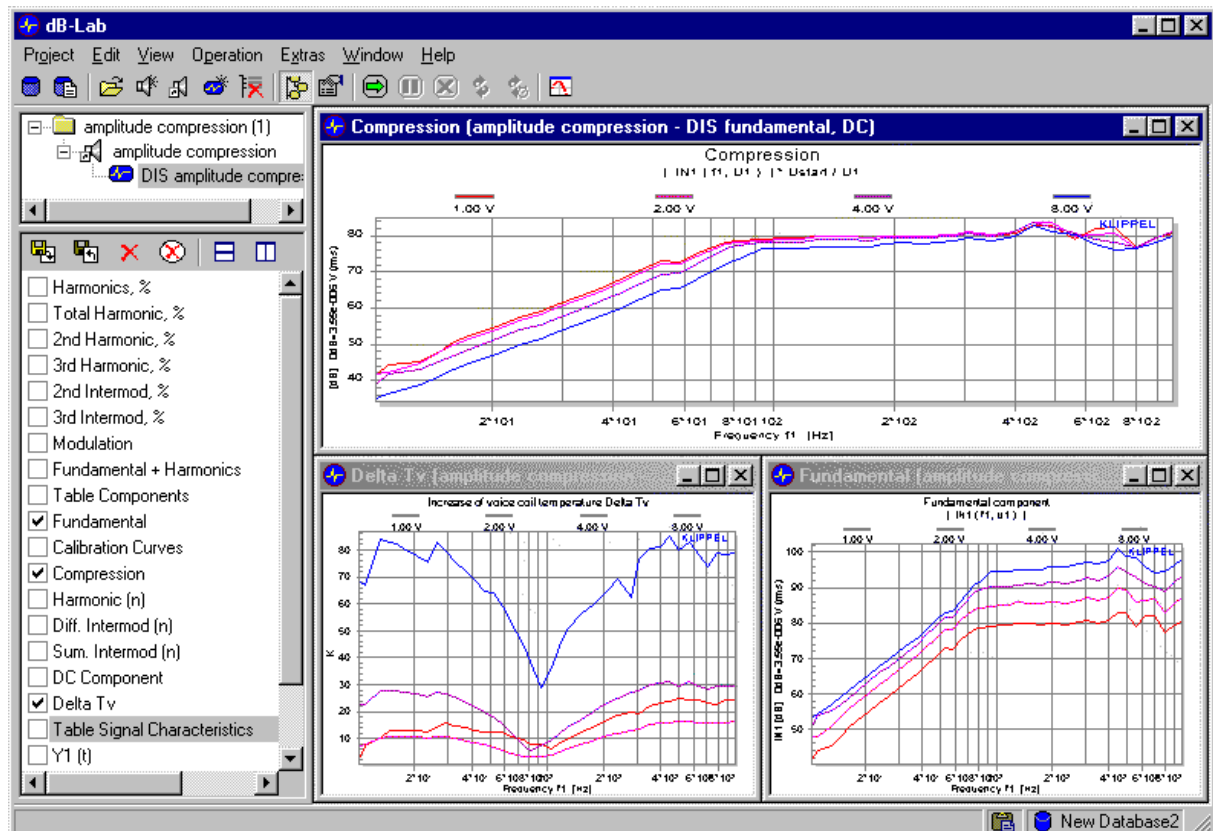 dB-Lab
Project Edit View Operation Extras Window Help
amplitude compression (1)
amplitude compression
DIS amplitude compre
Harmonics, %
Total Harmonic, %
2nd Harmonic, %
3rd Harmonic, %
2nd Intermod, %
3rd Intermod, %
Modulation
Fundamental + Harmonics
Table Components
Fundamental
Calibration Curves
Compression
Harmonic (n)
Diff. Intermod (n)
Sum. Intermod (n)
DC Component
Delta Tv
Table Signal Characteristics
Y1 (t)
Compression (amplitude compression - DIS fundamental, DC)
Compression
1.00 V 2.00 V 4.00 V 8.00 V
KLIPPEL
80
70
60
50
40
2*101 4*101 6*101 8*101 102 2*102 4*102 6*102 8*102
Frequency f1 [Hz]
Delta Tv (amplitude compression
Increase of voice coil temperature Delta Tv
1.00 V 2.00 V 4.00 V 8.00 V
KLIPPEL
80
70
60
50
40
30
20
10
K
Frequency f1 [Hz]
Fundamental (amplitude compress
Fundamental component
| IN1(f1, u1) |
1.00 V 2.00 V 4.00 V 8.00 V
KLIPPEL
100
90
80
70
60
50
Frequency f1 [Hz]
New Database2